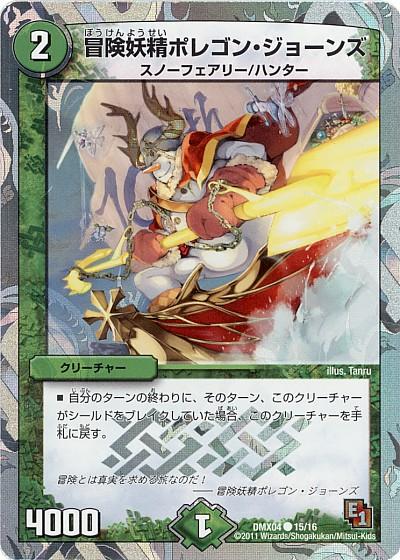 2
ぼうけんようせい
冒険妖精ポレゴン・ジョーンズ
スノーフェアリー/ハンター
illus. Tanru
クリーチャー
■ 自分のターンの終わりに、そのターン、このクリーチャー
がシールドをブレイクしていた場合、このクリーチャーを手
札に戻す。
冒険とは真実を求める旅なのだ!
——冒険妖精ポレゴン・ジョーンズ
4000
1
DMX04 ● 15/16
E1
©2011 Wizards/Shogakukan/Mitsui-Kids